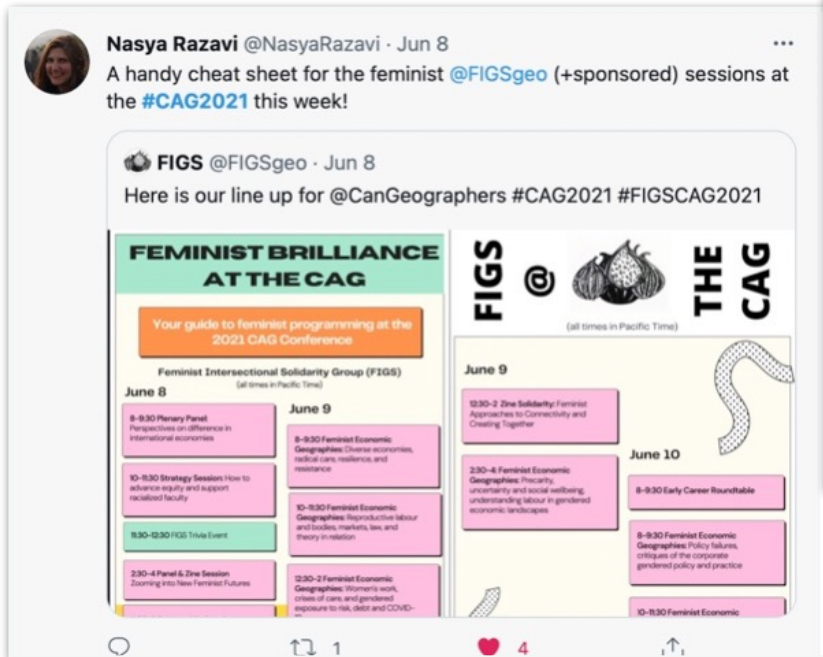 Nasya Razavi @NasyaRazavi · Jun 8
A handy cheat sheet for the feminist @FIGSgeo (+sponsored) sessions at
the #CAG2021 this week!
FIGS @FIGSgeo · Jun 8
Here is our line up for @CanGeographers #CAG2021 #FIGSCAG2021
FEMINIST BRILLIANCE
AT THE CAG
Your guide to feminist programming at the
2021 CAG Conference
Feminist Intersectional Solidarity Group (FIGS)
(all times in Pacific Time)
June 8
8-9:30 Plenary Panel:
Perspectives on difference in
international economies
10-11:30 Strategy Session: How to
advance equity and support
racialized faculty
11:30-12:30 FIGS Trivia Event
2:30-4 Panel & Zine Session
Zooming into New Feminist Futures
June 9
8-9:30 Feminist Economic
Geographies: Diverse economies,
radical care, resilience, and
resistance
10-11:30 Feminist Economic
Geographies: Reproductive labour
and bodies, markets, law, and
theory in relation
12:30-2 Feminist Economic
Geographies: Women's work,
crises of care, and gendered
exposure to risk, debt and COVID-
FIGS @ THE CAG
(all times in Pacific Time)
June 9
12:30-2 Zine Solidarity: Feminist
Approaches to Connectivity and
Creating Together
2:30-4: Feminist Economic
Geographies: Precarity,
uncertainty and social wellbeing,
understanding labour in gendered
economic landscapes
June 10
8-9:30 Early Career Roundtable
8-9:30 Feminist Economic
Geographies: Policy failures,
critiques of the corporate
gendered policy and practice
10-11:30 Feminist Economic
1
4